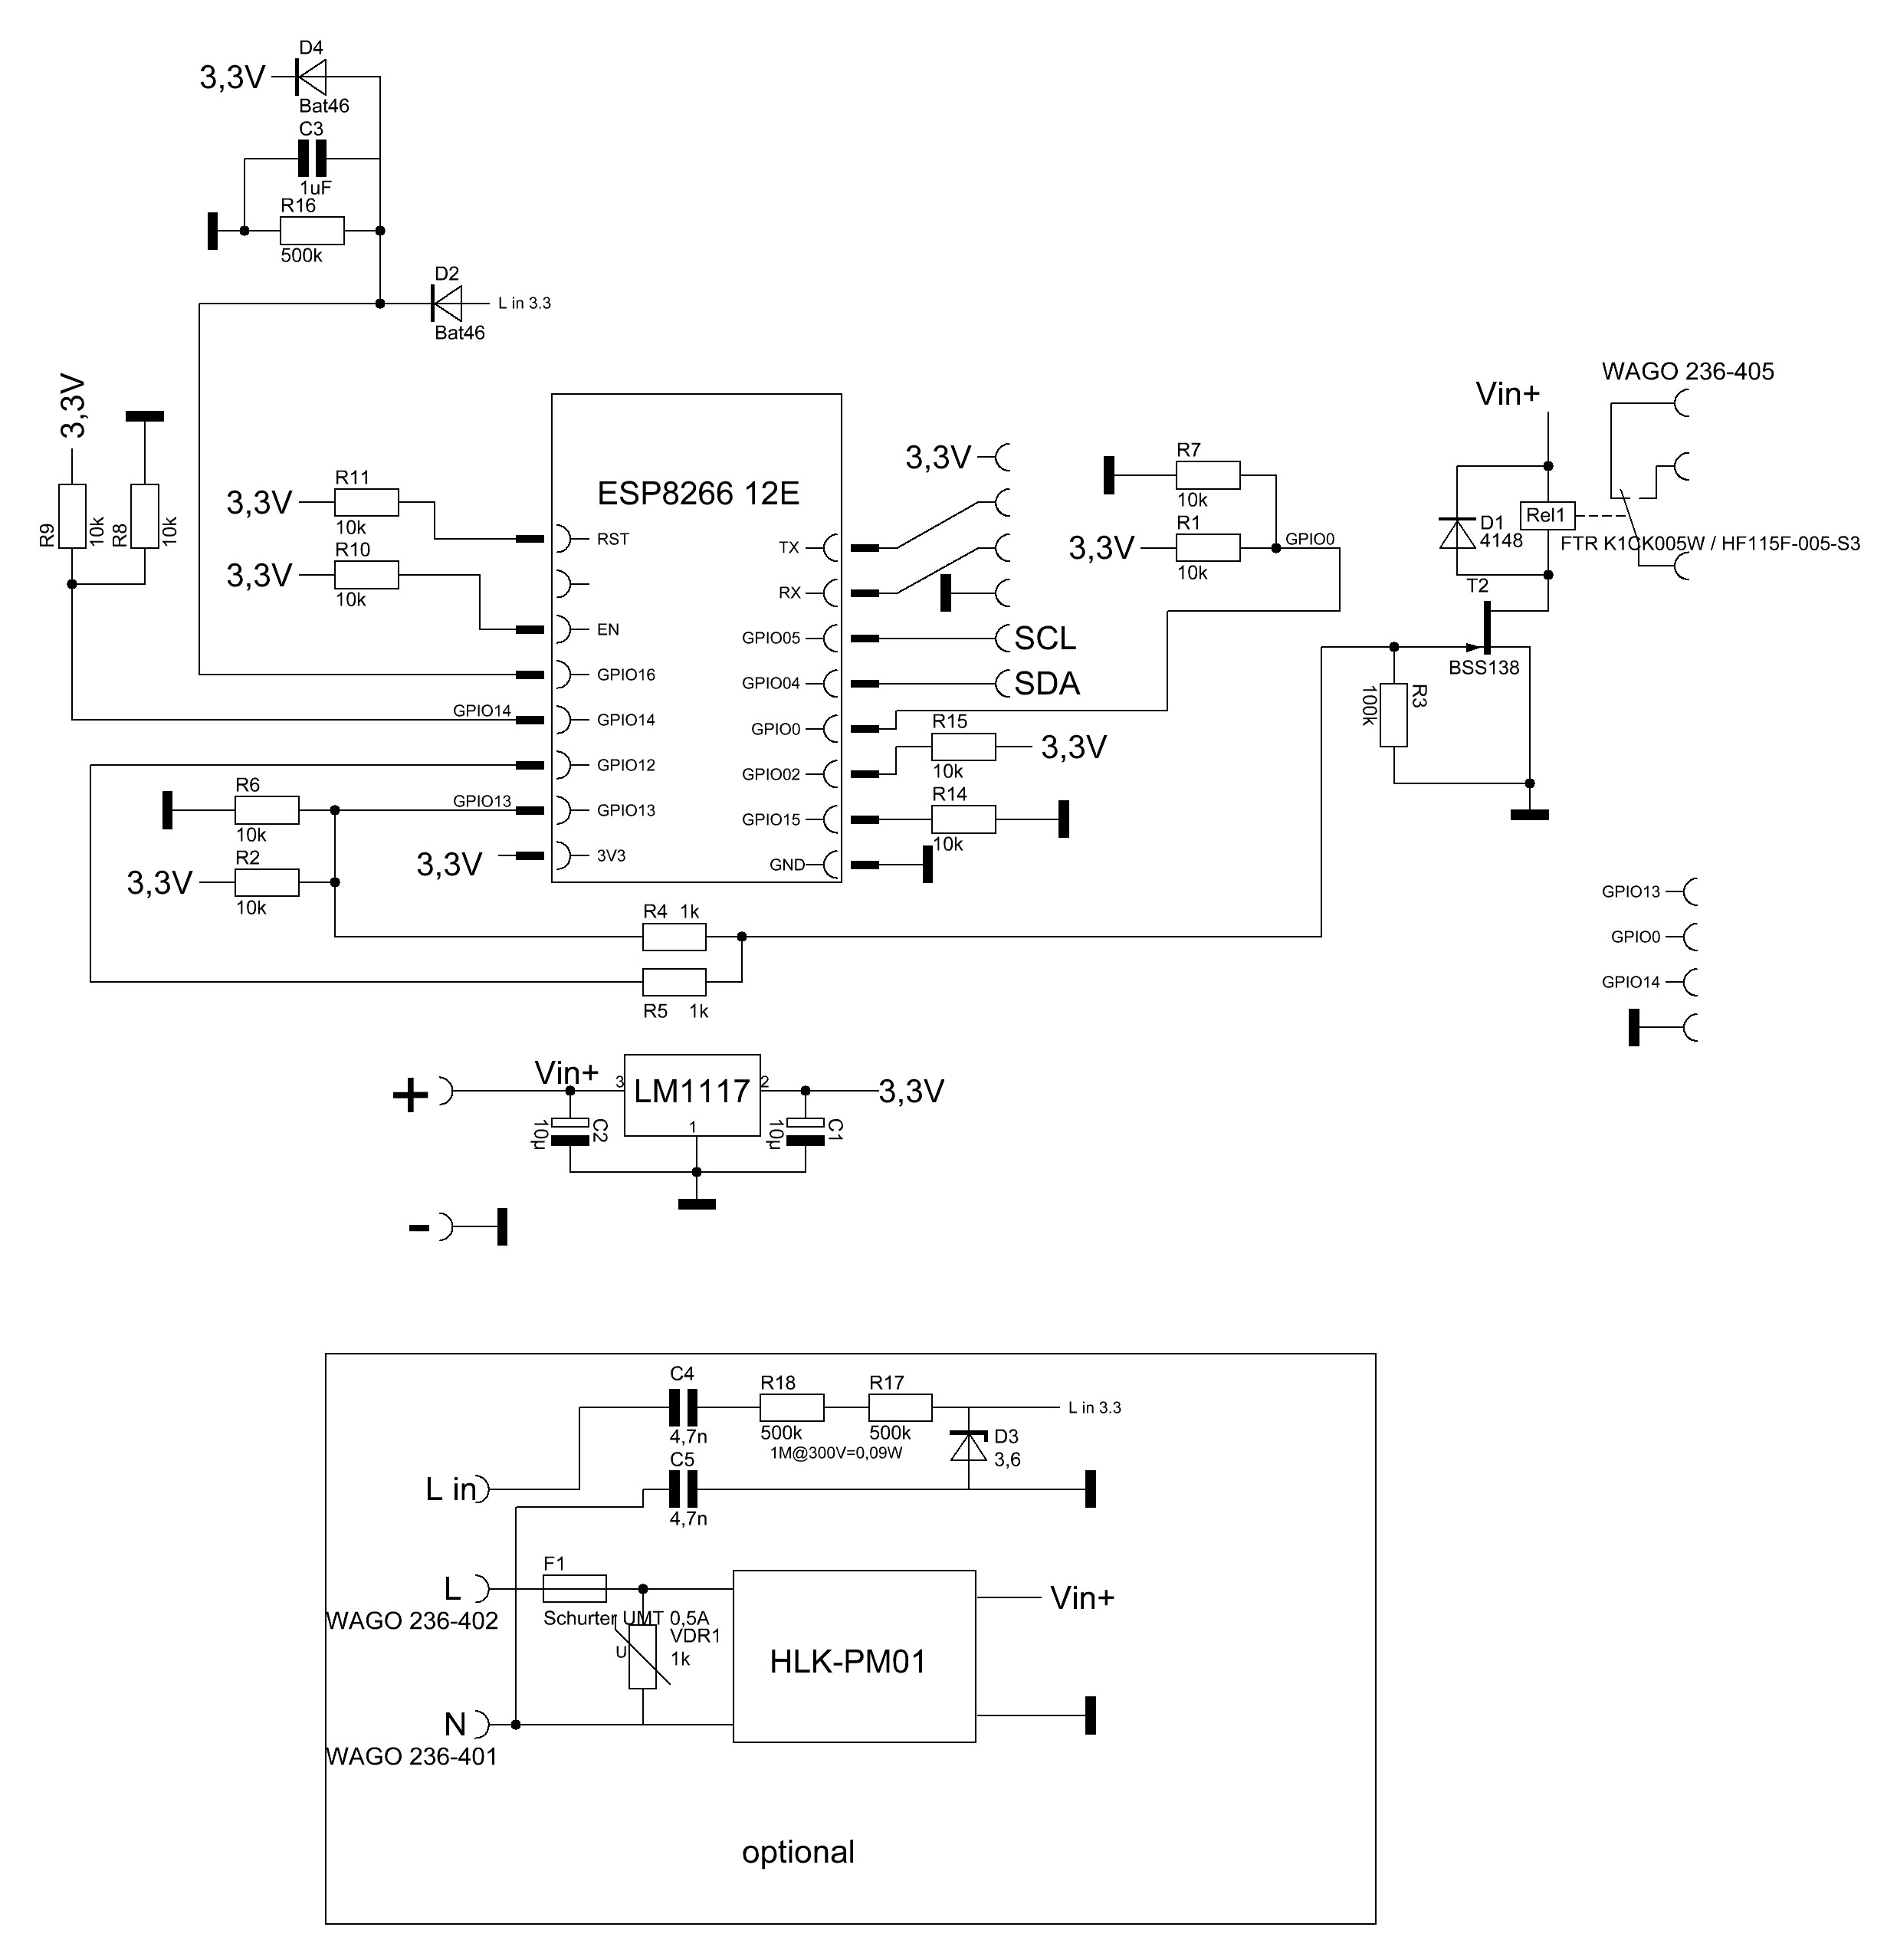 D4
3,3V
Bat46
C3
1uF
R16
500k
D2
L in 3.3
Bat46
3,3V
R9
10k
R8
10k
R11
3,3V
10k
R10
3,3V
10k
ESP8266 12E
RST
EN
GPIO16
GPIO14
GPIO14
GPIO12
GPIO13
GPIO13
3,3V
3V3
TX
RX
GPIO05
GPIO04
GPIO0
GPIO02
GPIO15
GND
3,3V
SCL
SDA
R15
3,3V
10k
R14
10k
R7
10k
R1
3,3V
GPIO0
10k
R6
10k
R2
3,3V
10k
R4 1k
R5 1k
WAGO 236-405
Vin+
Rel1
D1
4148
FTR K1CK005W / HF115F-005-S3
T2
BSS138
R3
100k
GPIO13
GPIO0
GPIO14
+
Vin+
3
LM1117
2
3,3V
1
C2
10µ
C1
10µ
-
C4
R18
R17
L in 3.3
4,7n
500k
500k
1M@300V=0,09W
D3
3,6
C5
L in
4,7n
F1
L
Schurter UMT 0,5A
WAGO 236-402
VDR1
U
1k
HLK-PM01
Vin+
N
WAGO 236-401
optional